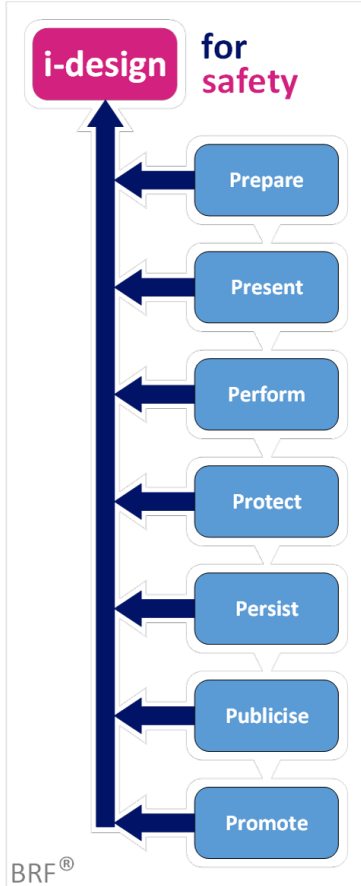 i-design
for
safety
Prepare
Present
Perform
Protect
Persist
Publicise
Promote
BRF®